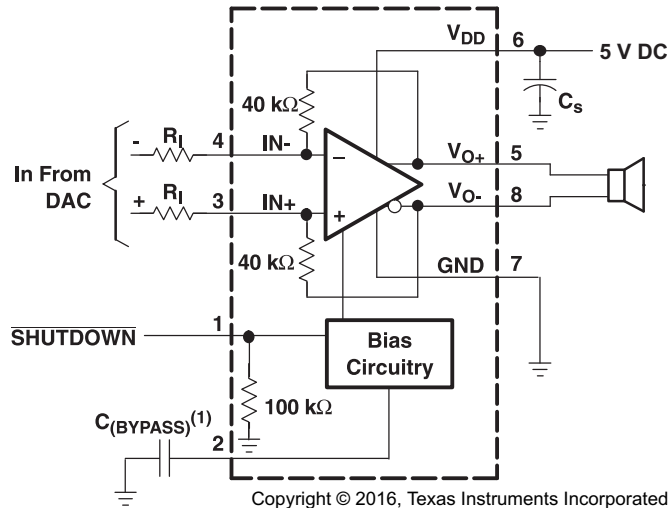 V_DD 6
5 V DC
C_s
40 kΩ
- R_I 4 IN-
−
V_O+ 5
In From
DAC
V_O- 8
+ R_I 3 IN+
+
40 kΩ
GND 7
SHUTDOWN 1
Bias
Circuitry
100 kΩ
C_(BYPASS)^(1)
2
Copyright © 2016, Texas Instruments Incorporated